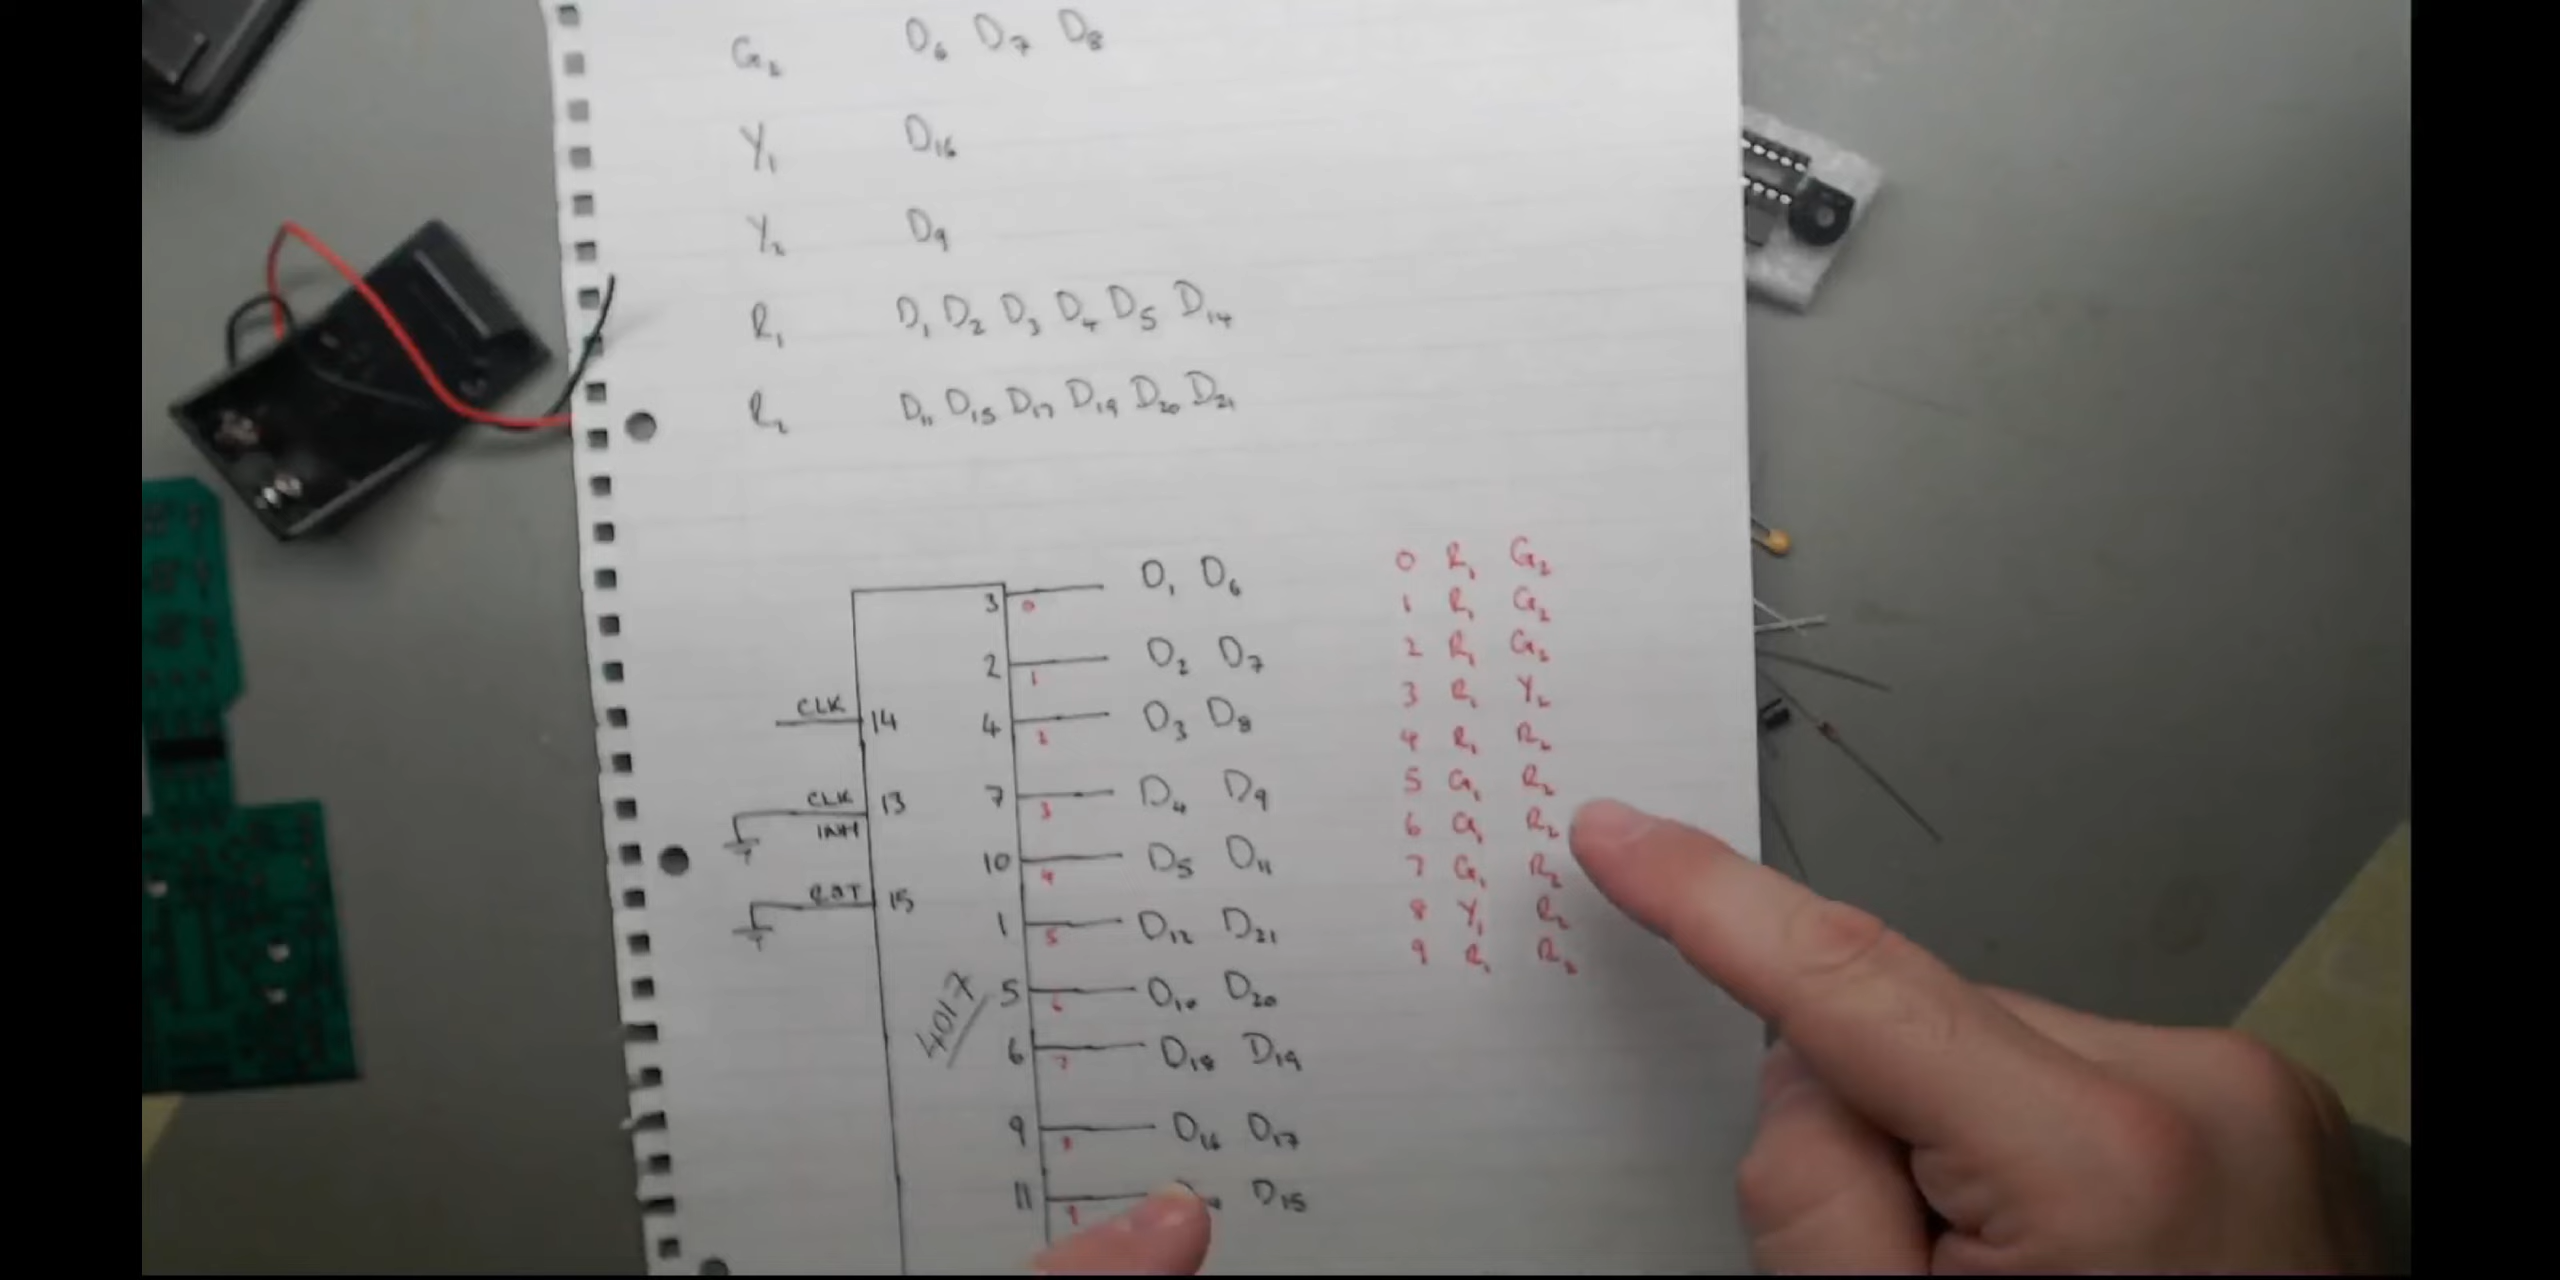 G₂ D₆ D₇ D₈
Y₁ D₁₆
Y₂ D₉
R₁ D₁ D₂ D₃ D₄ D₅ D₁₄
R₂ D₁₁ D₁₅ D₁₇ D₁₉ D₂₀ D₂₁
3 0 D₁ D₆
2 1 D₂ D₇
CLK 14 4 2 D₃ D₈
CLK INH 13 7 3 D₄ D₉
10 4 D₅ D₁₁
RST 15 1 5 D₁₂ D₂₁
4017 5 6 D₁₀ D₂₀
6 7 D₁₈ D₁₉
9 8 D₁₆ D₁₇
11 9 D₁₅
0 R₁ G₂
1 R₁ G₂
2 R₁ G₂
3 R₁ Y₂
4 R₁ R₂
5 G₁ R₂
6 G₁ R₂
7 G₁ R₂
8 Y₁ R₂
9 R₁ R₂